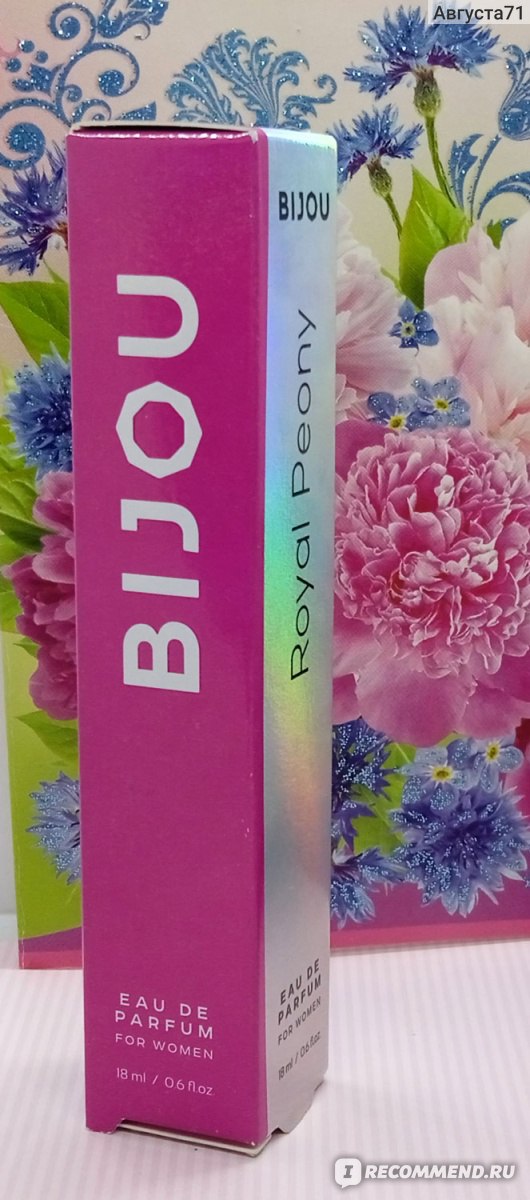 Августа71
BIJOU
BIJOU
Royal Peony
EAU DE
PARFUM
FOR WOMEN
18 ml / 0.6 fl.oz.
EAU DE
PARFUM
FOR WOMEN
18 ml / 0.6 fl.oz.
I RECOMMEND.RU